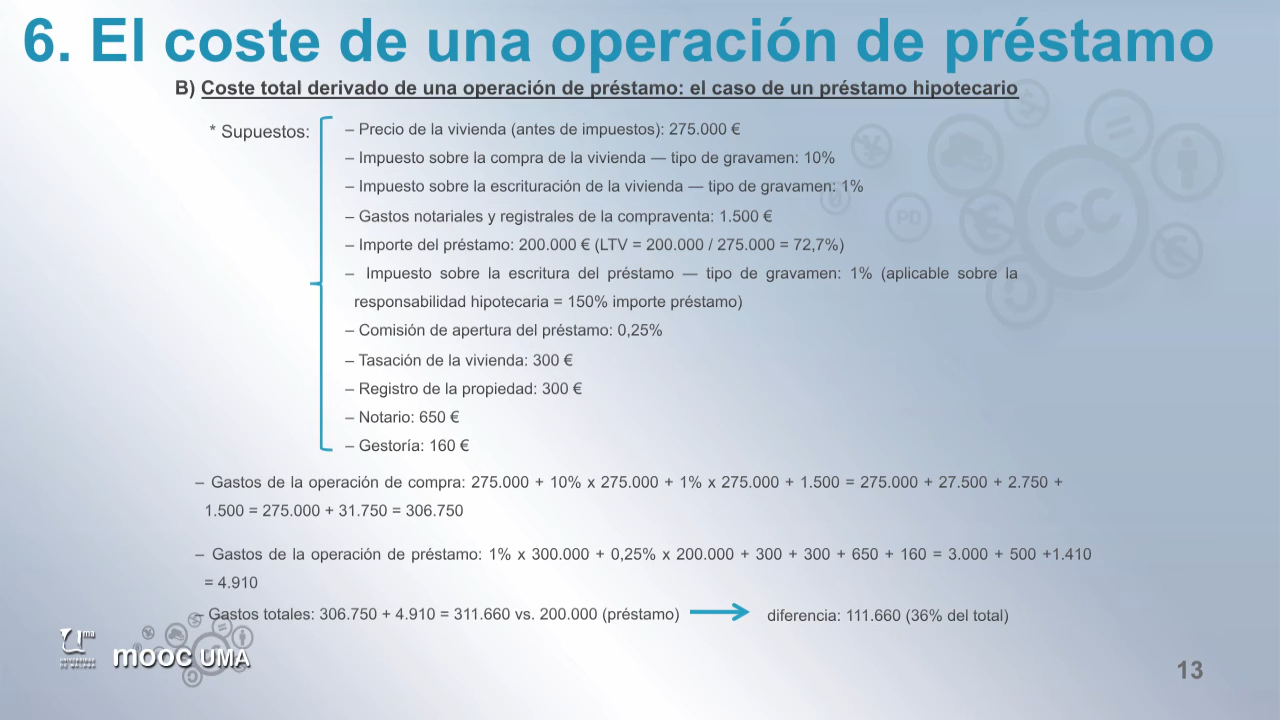 6. El coste de una operación de préstamo
B) Coste total derivado de una operación de préstamo: el caso de un préstamo hipotecario
* Supuestos:
– Precio de la vivienda (antes de impuestos): 275.000 €
– Impuesto sobre la compra de la vivienda — tipo de gravamen: 10%
– Impuesto sobre la escrituración de la vivienda — tipo de gravamen: 1%
– Gastos notariales y registrales de la compraventa: 1.500 €
– Importe del préstamo: 200.000 € (LTV = 200.000 / 275.000 = 72,7%)
– Impuesto sobre la escritura del préstamo — tipo de gravamen: 1% (aplicable sobre la
responsabilidad hipotecaria = 150% importe préstamo)
– Comisión de apertura del préstamo: 0,25%
– Tasación de la vivienda: 300 €
– Registro de la propiedad: 300 €
– Notario: 650 €
– Gestoría: 160 €
– Gastos de la operación de compra: 275.000 + 10% x 275.000 + 1% x 275.000 + 1.500 = 275.000 + 27.500 + 2.750 +
1.500 = 275.000 + 31.750 = 306.750
– Gastos de la operación de préstamo: 1% x 300.000 + 0,25% x 200.000 + 300 + 300 + 650 + 160 = 3.000 + 500 +1.410
= 4.910
– Gastos totales: 306.750 + 4.910 = 311.660 vs. 200.000 (préstamo)
diferencia: 111.660 (36% del total)
uma
mooc UMA
13
CC
PD